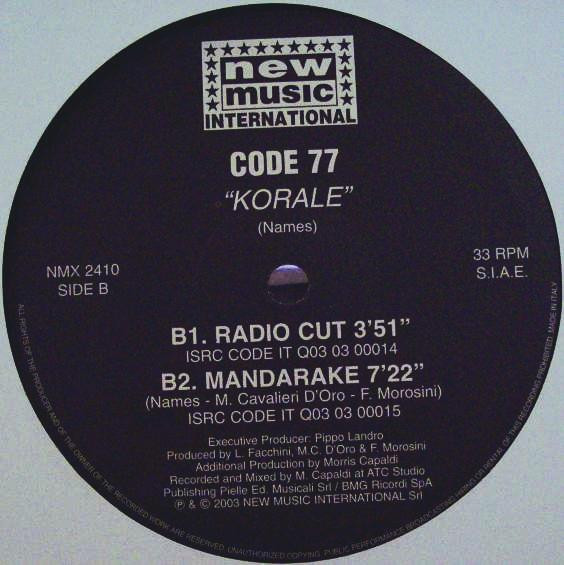 new
music
INTERNATIONAL
CODE 77
"KORALE"
(Names)
NMX 2410
SIDE B
33 RPM
S.I.A.E.
B1. RADIO CUT 3'51"
ISRC CODE IT Q03 03 00014
B2. MANDARAKE 7'22"
(Names - M. Cavalieri D'Oro - F. Morosini)
ISRC CODE IT Q03 03 00015
Executive Producer: Pippo Landro
Produced by L. Facchini, M.C. D'Oro & F. Morosini
Additional Production by Morris Capaldi
Recorded and Mixed by M. Capaldi at ATC Studio
Publishing Pielle Ed. Musicali Srl / BMG Ricordi SpA
℗ & © 2003 NEW MUSIC INTERNATIONAL Srl
ALL RIGHTS OF THE PRODUCER AND OF THE OWNER OF THE RECORDED WORK ARE RESERVED. UNAUTHORIZED COPYING, PUBLIC PERFORMANCE BROADCASTING HIRING OR RENTAL OF THIS RECORDING PROHIBITED. MADE IN ITALY